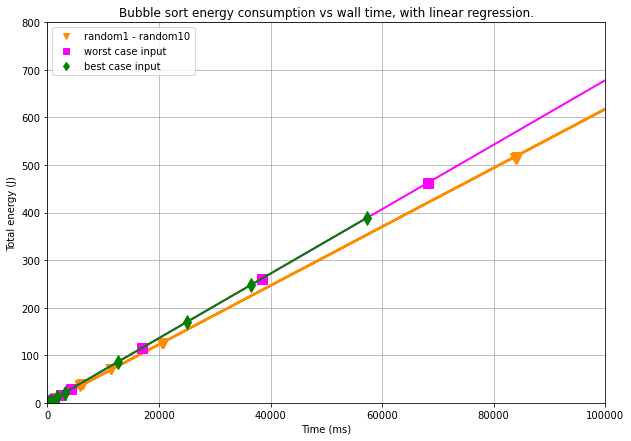 Bubble sort energy consumption vs wall time, with linear regression.
800
700
600
500
400
300
200
100
0
Total energy (J)
random1 - random10
worst case input
best case input
0 20000 40000 60000 80000 100000
Time (ms)